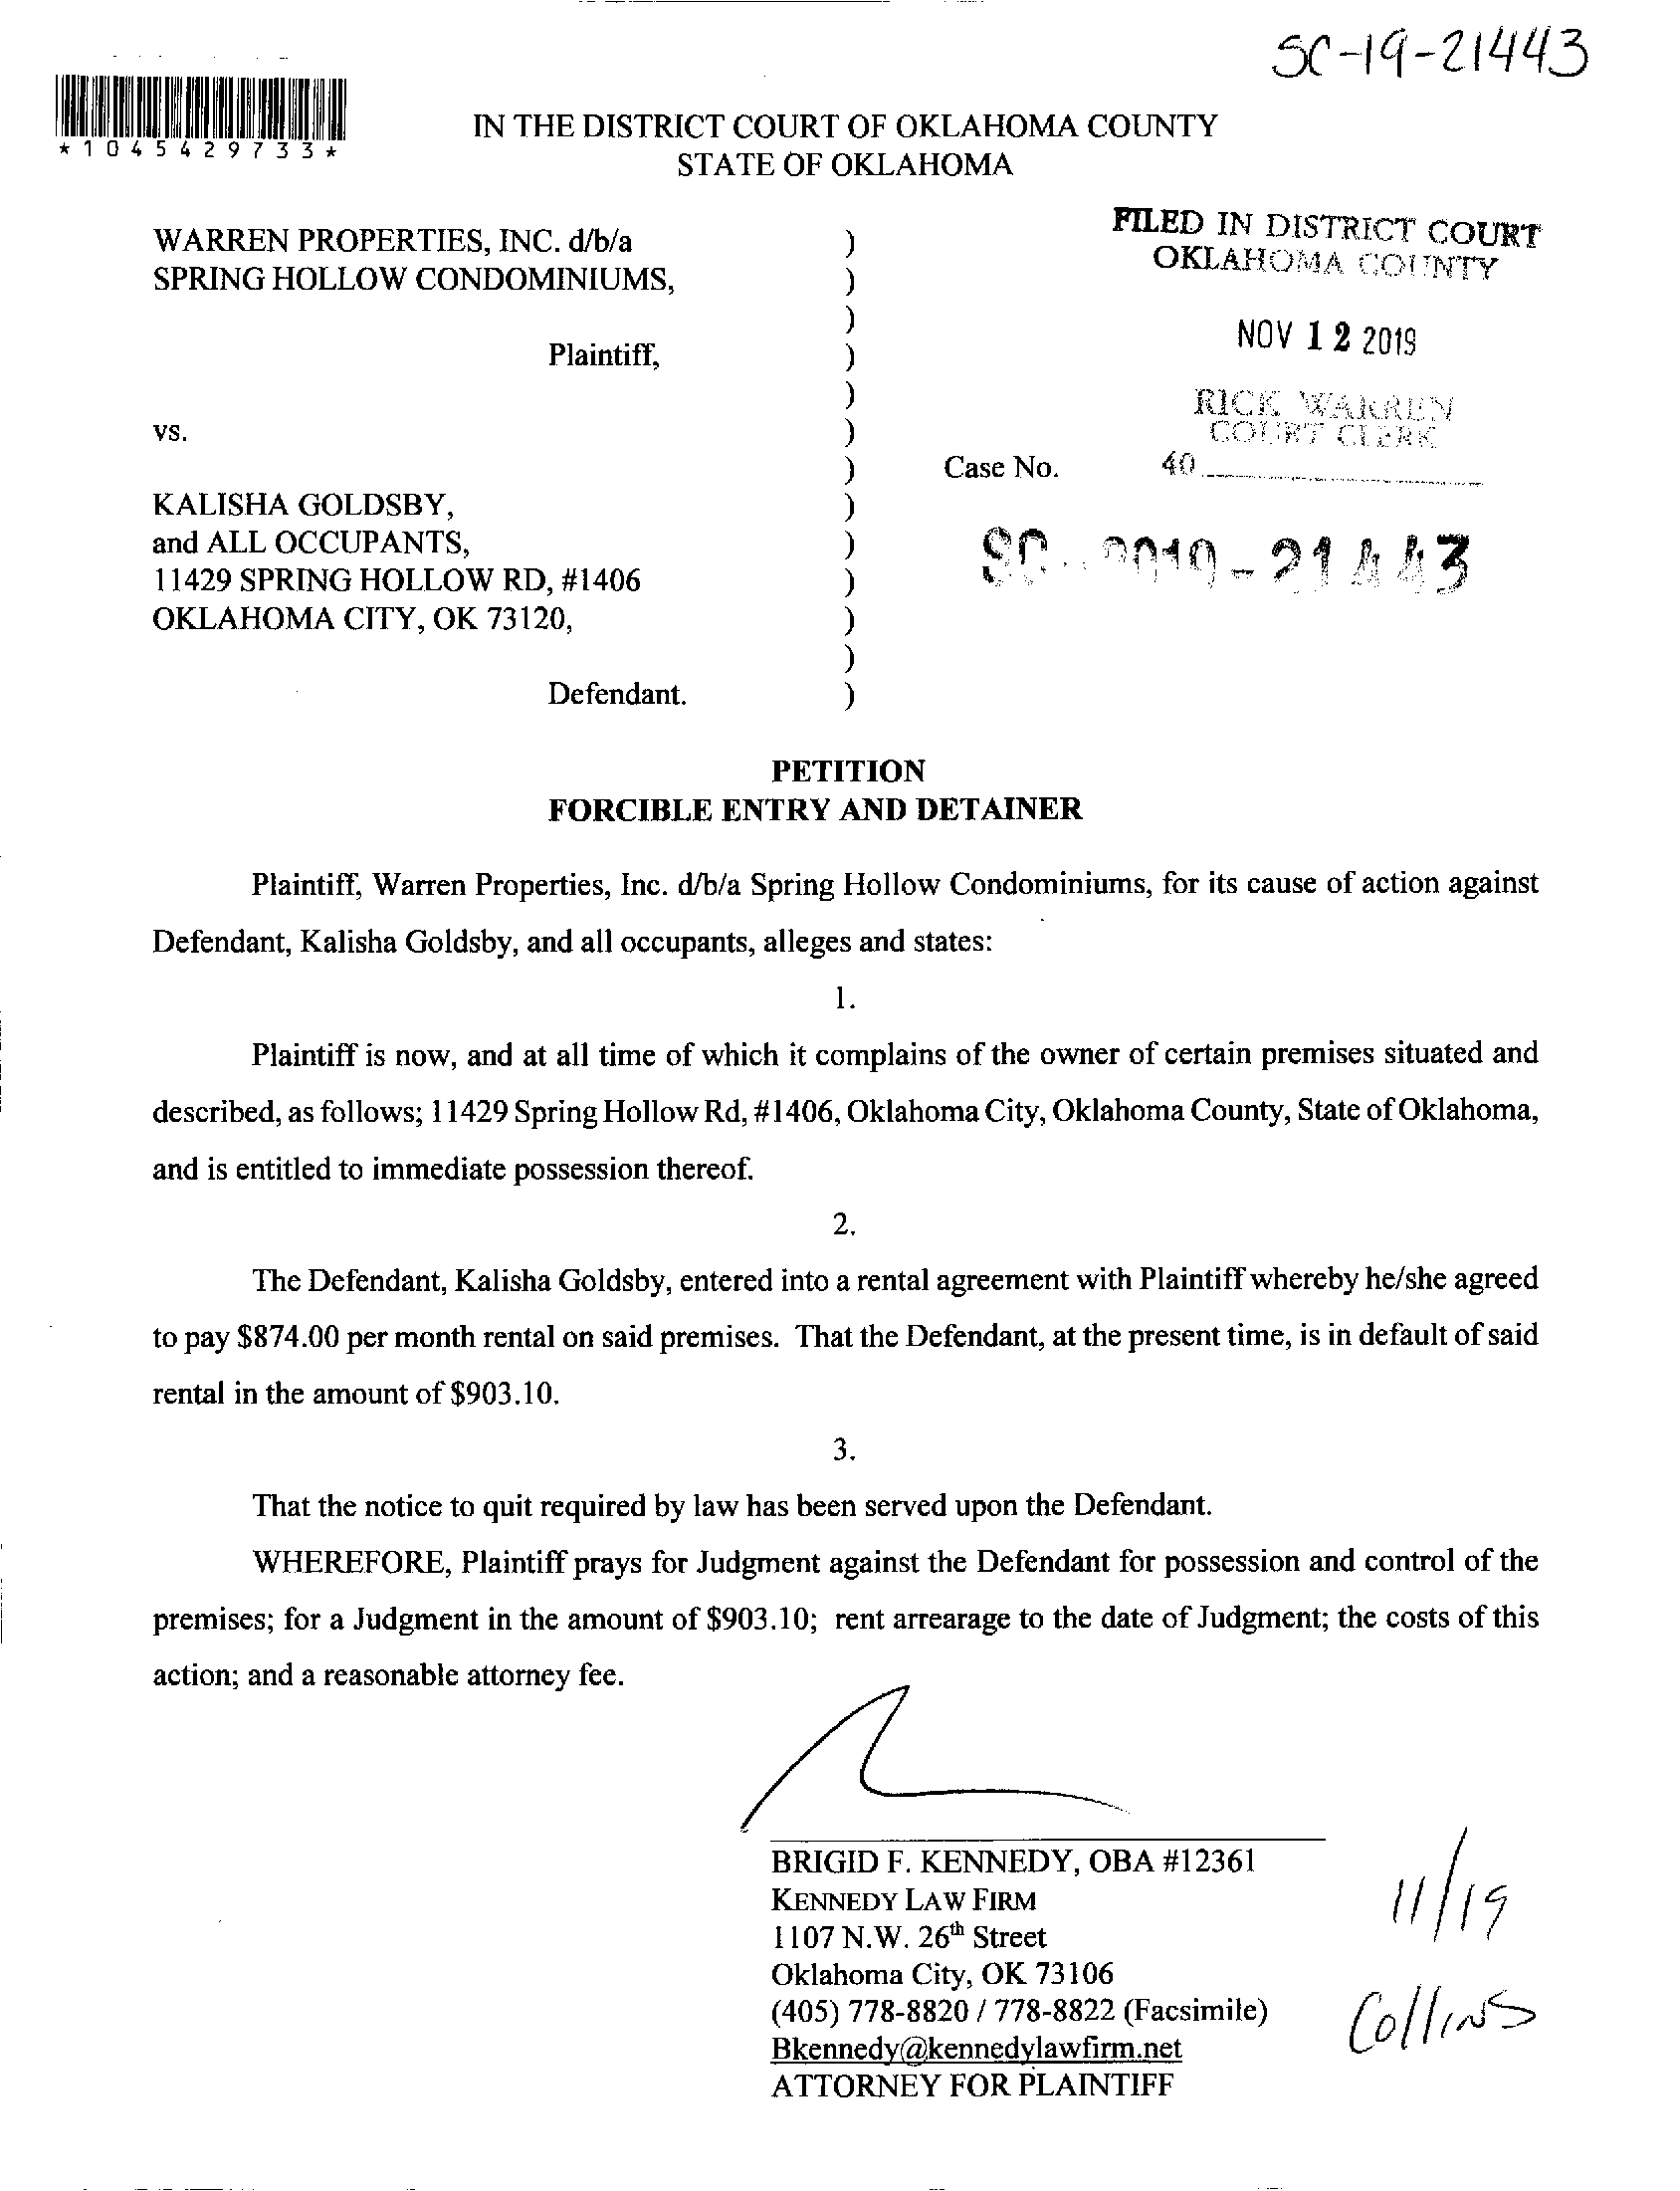 SC-19-21443
*1045429733*
IN THE DISTRICT COURT OF OKLAHOMA COUNTY
STATE OF OKLAHOMA
FILED IN DISTRICT COURT
OKLAHOMA COUNTY
NOV 12 2019
RICK WARREN
COURT CLERK
40
WARREN PROPERTIES, INC. d/b/a )
SPRING HOLLOW CONDOMINIUMS, )
)
Plaintiff, )
)
vs. )
) Case No.
KALISHA GOLDSBY, )
and ALL OCCUPANTS, )
11429 SPRING HOLLOW RD, #1406 )
OKLAHOMA CITY, OK 73120, )
)
Defendant. )
SC-2019-21443
PETITION
FORCIBLE ENTRY AND DETAINER
Plaintiff, Warren Properties, Inc. d/b/a Spring Hollow Condominiums, for its cause of action against
Defendant, Kalisha Goldsby, and all occupants, alleges and states:
1.
Plaintiff is now, and at all time of which it complains of the owner of certain premises situated and
described, as follows; 11429 Spring Hollow Rd, #1406, Oklahoma City, Oklahoma County, State of Oklahoma,
and is entitled to immediate possession thereof.
2.
The Defendant, Kalisha Goldsby, entered into a rental agreement with Plaintiff whereby he/she agreed
to pay $874.00 per month rental on said premises. That the Defendant, at the present time, is in default of said
rental in the amount of $903.10.
3.
That the notice to quit required by law has been served upon the Defendant.
WHEREFORE, Plaintiff prays for Judgment against the Defendant for possession and control of the
premises; for a Judgment in the amount of $903.10; rent arrearage to the date of Judgment; the costs of this
action; and a reasonable attorney fee.
BRIGID F. KENNEDY, OBA #12361
KENNEDY LAW FIRM
1107 N.W. 26th Street
Oklahoma City, OK 73106
(405) 778-8820 / 778-8822 (Facsimile)
Bkennedy@kennedylawfirm.net
ATTORNEY FOR PLAINTIFF
11/19
Collins